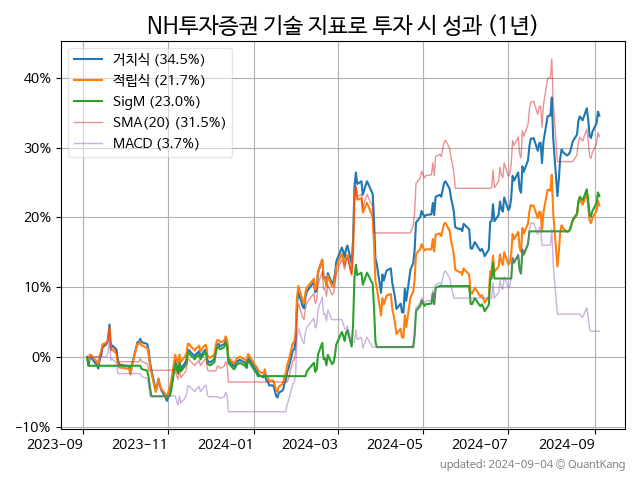 NH투자증권 기술 지표로 투자 시 성과 (1년)
거치식 (34.5%)
적립식 (21.7%)
SigM (23.0%)
SMA(20) (31.5%)
MACD (3.7%)
40%
30%
20%
10%
0%
−10%
2023-09 2023-11 2024-01 2024-03 2024-05 2024-07 2024-09
updated: 2024-09-04 © QuantKang